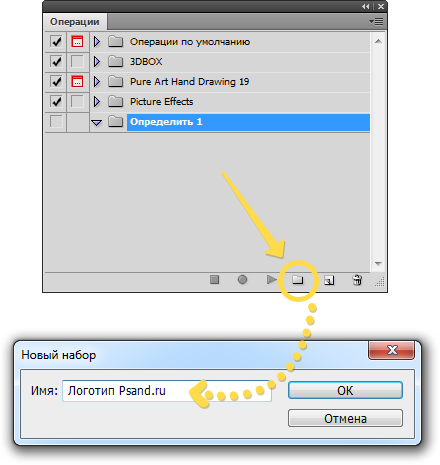 Операции
Операции по умолчанию
3DBOX
Pure Art Hand Drawing 19
Picture Effects
Определить 1
Новый набор
Имя: Логотип Psand.ru
OK
Отмена